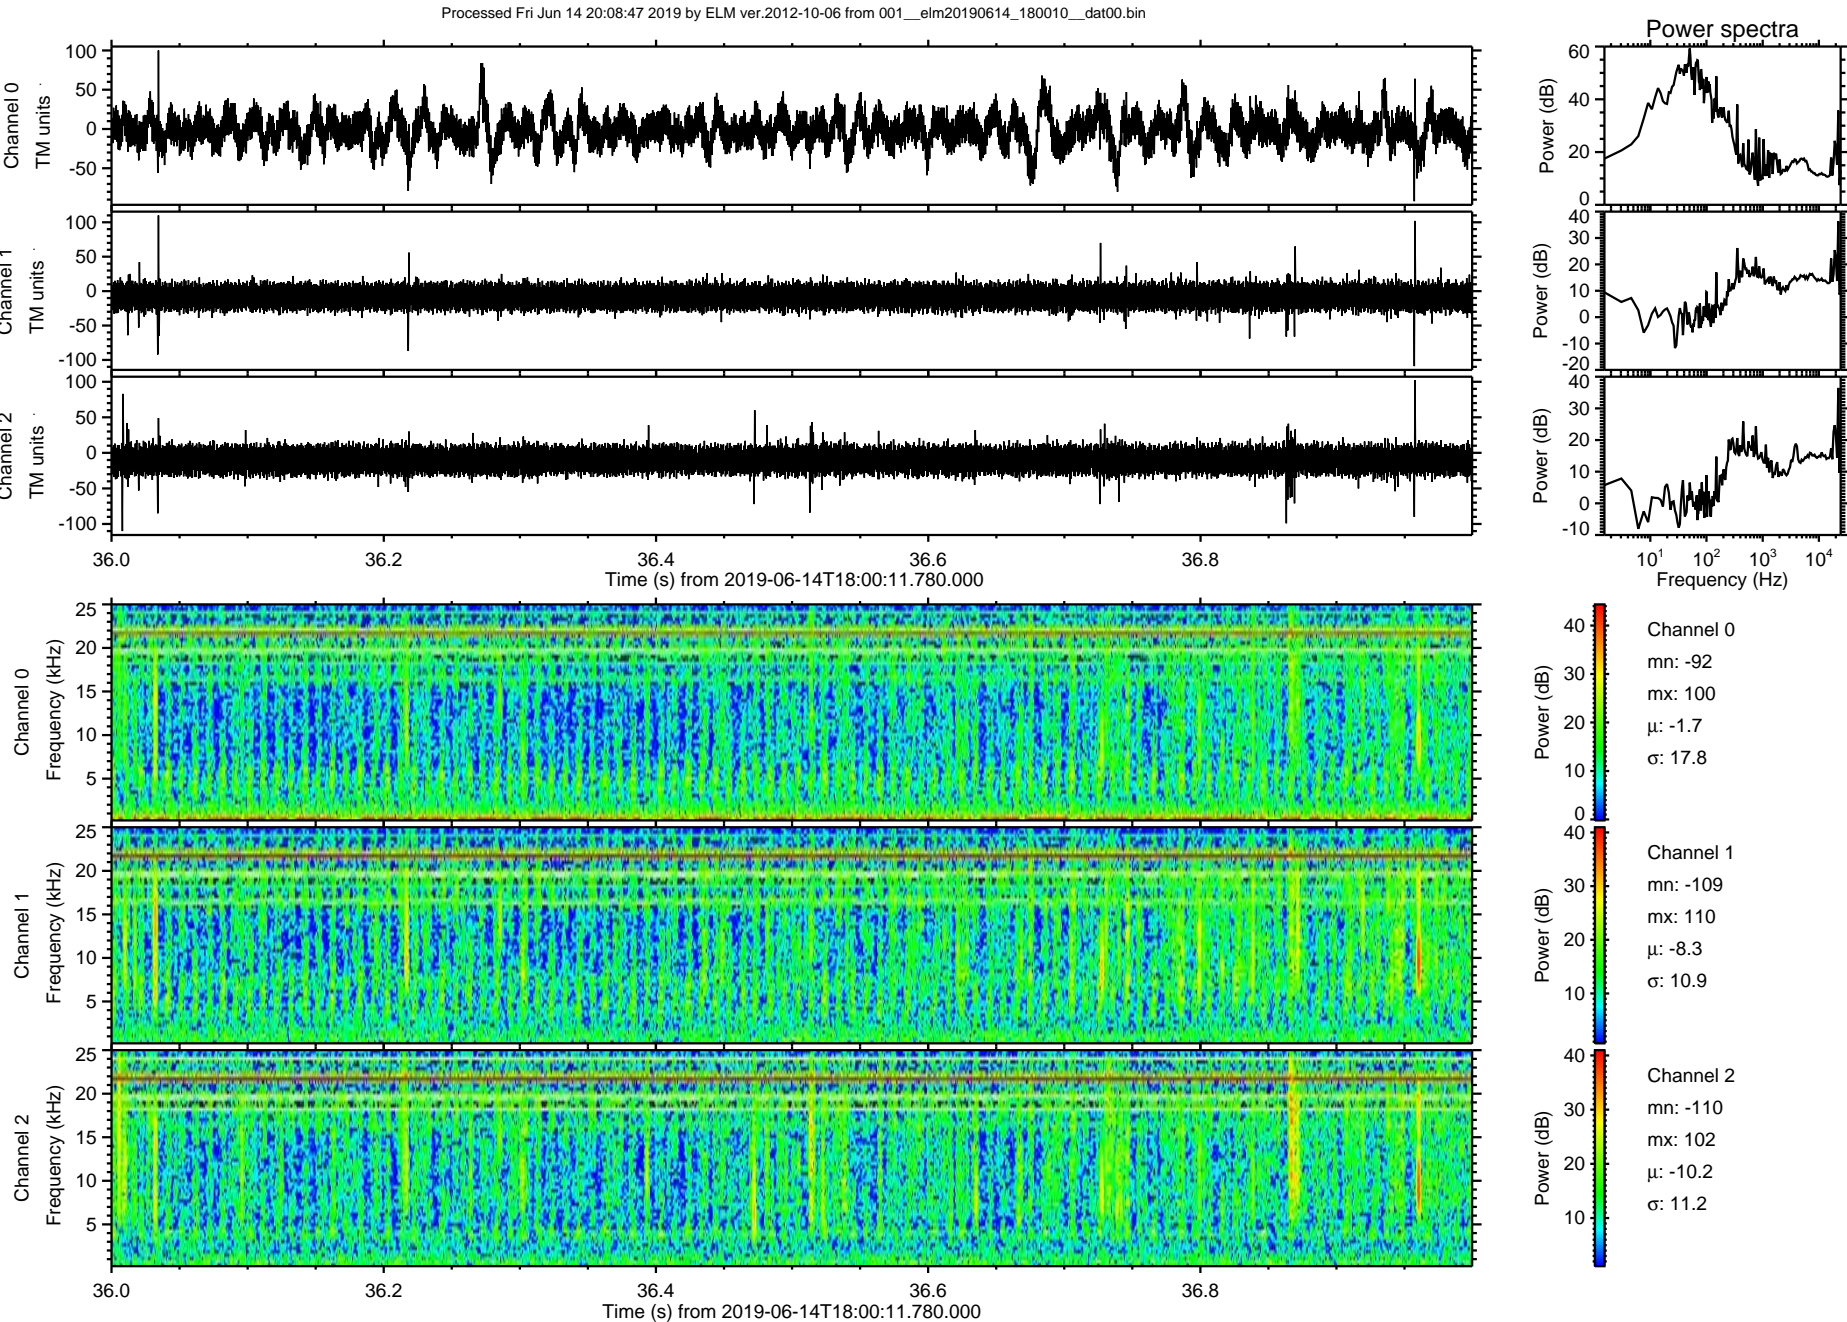 Processed Fri Jun 14 20:08:47 2019 by ELM ver.2012-10-06 from 001__elm20190614_180010__dat00.bin
Power spectra
Channel 0
TM units
100
50
0
-50
Power (dB)
60
40
20
0
Channel 1
TM units
100
50
0
-50
-100
Power (dB)
40
30
20
10
0
-10
-20
Channel 2
TM units
100
50
0
-50
-100
Power (dB)
40
30
20
10
0
-10
36.0 36.2 36.4 36.6 36.8
Time (s) from 2019-06-14T18:00:11.780.000
10^1 10^2 10^3 10^4
Frequency (Hz)
Channel 0
Frequency (kHz)
25
20
15
10
5
Power (dB)
40
30
20
10
0
Channel 0
mn: -92
mx: 100
μ: -1.7
σ: 17.8
Channel 1
Frequency (kHz)
25
20
15
10
5
Power (dB)
40
30
20
10
Channel 1
mn: -109
mx: 110
μ: -8.3
σ: 10.9
Channel 2
Frequency (kHz)
25
20
15
10
5
Power (dB)
40
30
20
10
Channel 2
mn: -110
mx: 102
μ: -10.2
σ: 11.2
36.0 36.2 36.4 36.6 36.8
Time (s) from 2019-06-14T18:00:11.780.000